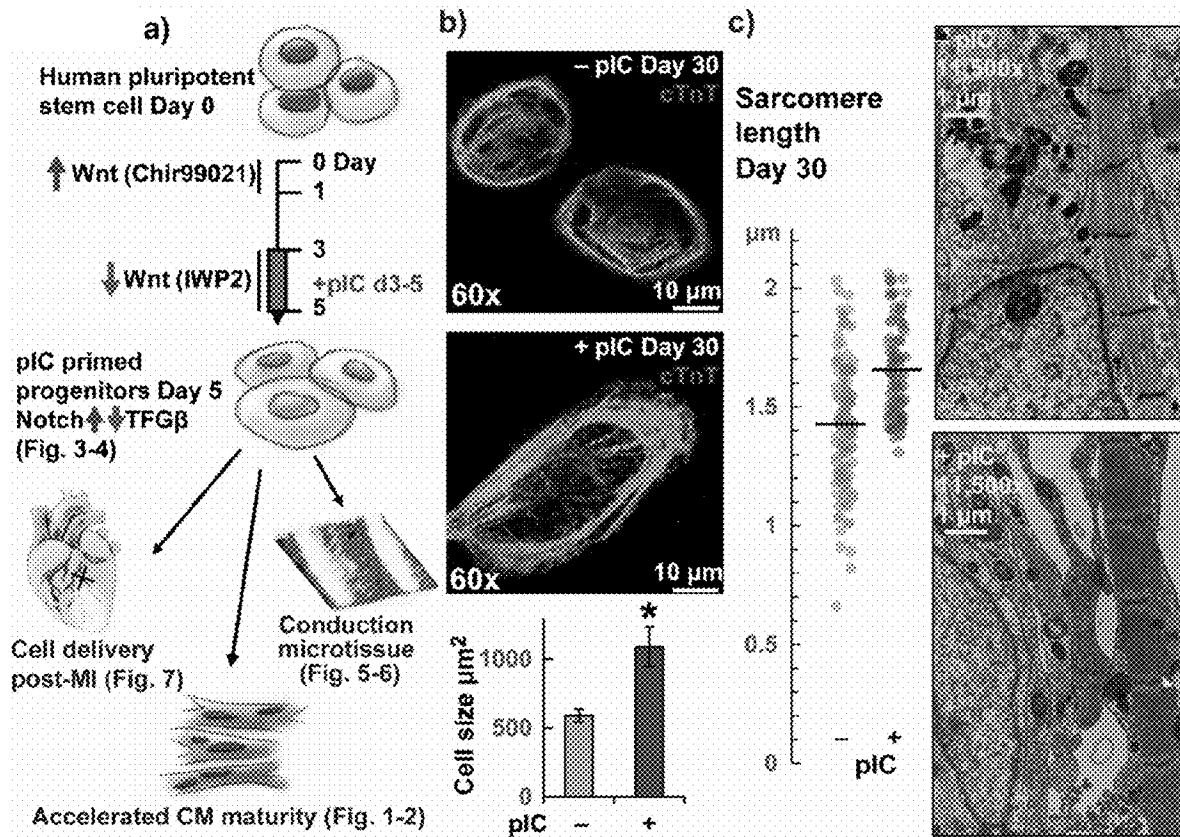 a)
Human pluripotent
stem cell Day 0
Wnt (Chir99021)
0 Day
1
3
Wnt (IWP2)
+pIC d3-5
5
pIC primed
progenitors Day 5
Notch TFGβ
(Fig. 3-4)
Cell delivery
post-MI (Fig. 7)
Conduction
microtissue
(Fig. 5-6)
Accelerated CM maturity (Fig. 1-2)
b)
– pIC Day 30
cTnT
60x
10 µm
+ pIC Day 30
cTnT
60x
10 µm
Cell size µm²
1000
500
0
*
pIC – +
c)
Sarcomere
length
Day 30
µm
2
1.5
1
0.5
0
– +
pIC
pIC
µm
+ pIC
µm